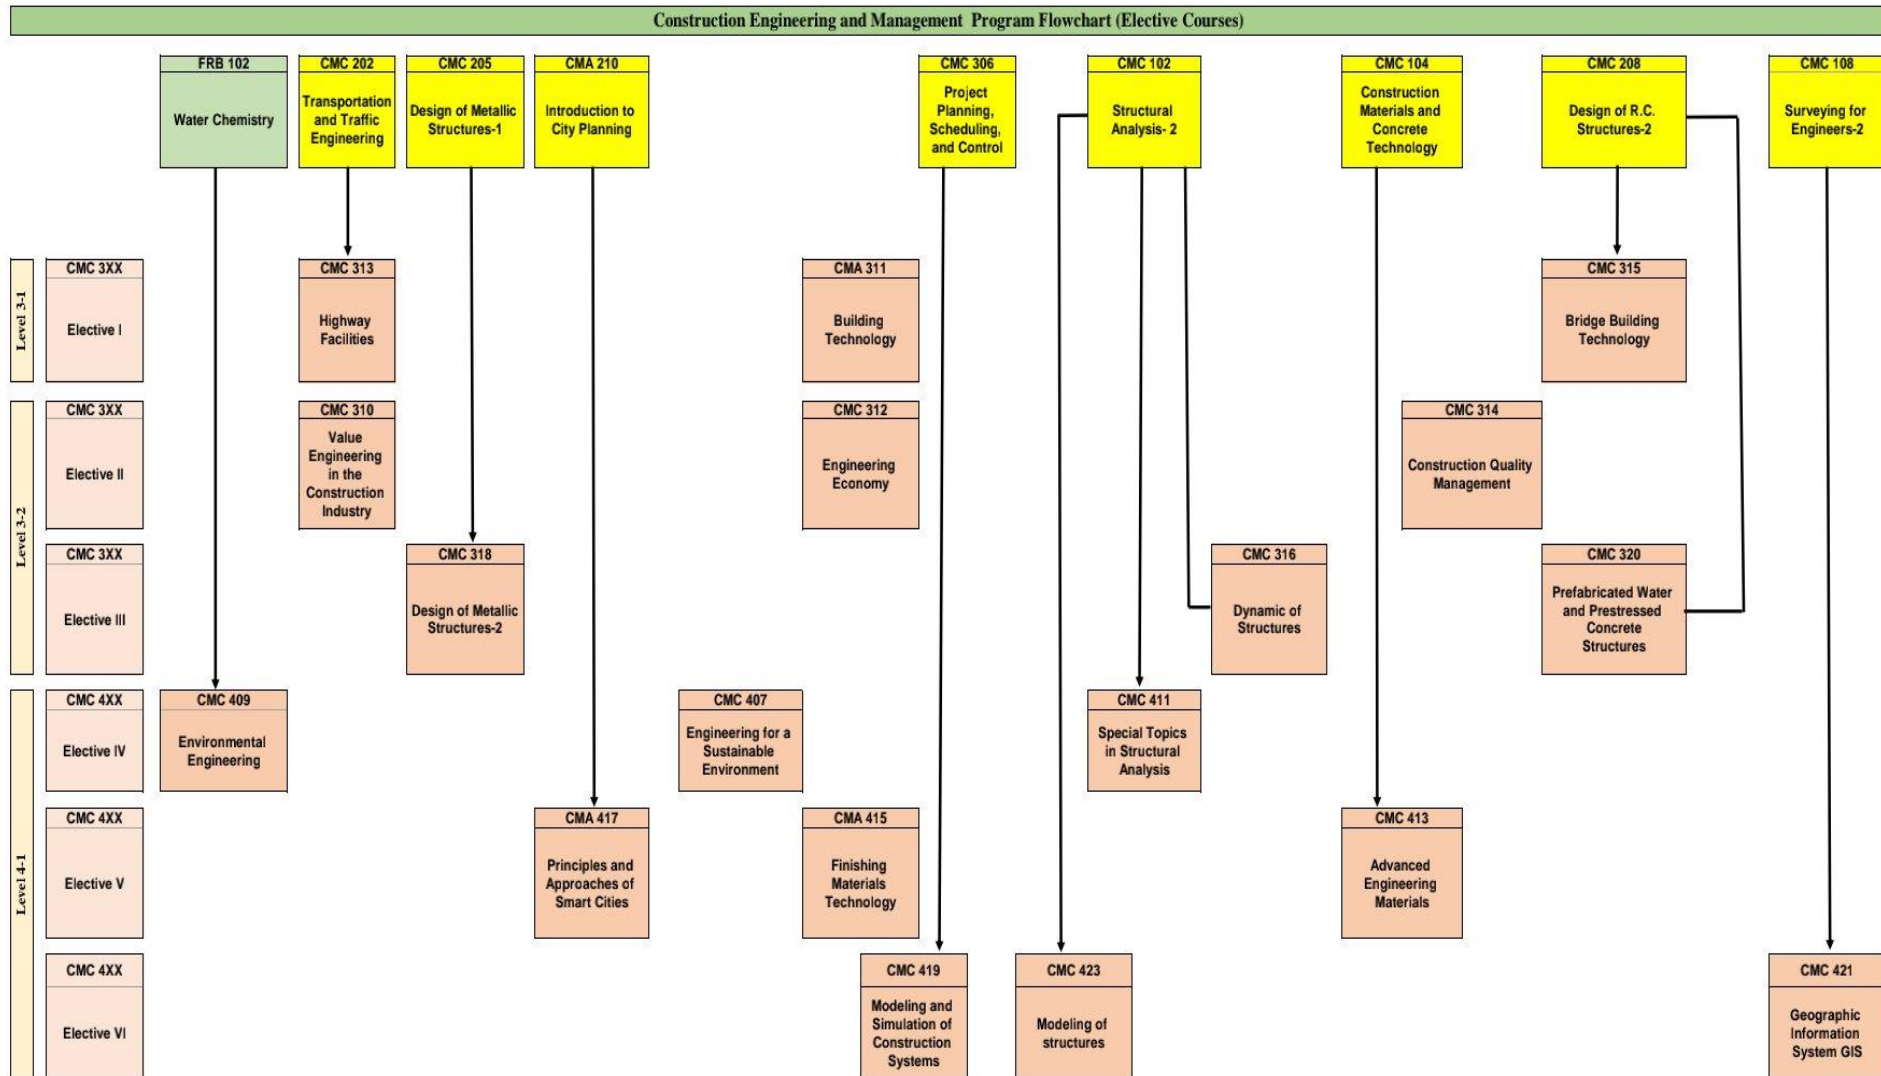 Construction Engineering and Management Program Flowchart (Elective Courses)
FRB 102
Water Chemistry
CMC 202
Transportation
and Traffic
Engineering
CMC 205
Design of Metallic
Structures-1
CMA 210
Introduction to
City Planning
CMC 306
Project
Planning,
Scheduling,
and Control
CMC 102
Structural
Analysis- 2
CMC 104
Construction
Materials and
Concrete
Technology
CMC 208
Design of R.C.
Structures-2
CMC 108
Surveying for
Engineers-2
Level 3-1
CMC 3XX
Elective I
CMC 313
Highway
Facilities
CMA 311
Building
Technology
CMC 315
Bridge Building
Technology
Level 3-2
CMC 3XX
Elective II
CMC 310
Value
Engineering
in the
Construction
Industry
CMC 312
Engineering
Economy
CMC 314
Construction Quality
Management
CMC 3XX
Elective III
CMC 318
Design of Metallic
Structures-2
CMC 316
Dynamic of
Structures
CMC 320
Prefabricated Water
and Prestressed
Concrete
Structures
Level 4-1
CMC 4XX
Elective IV
CMC 409
Environmental
Engineering
CMC 407
Engineering for a
Sustainable
Environment
CMC 411
Special Topics
in Structural
Analysis
CMC 4XX
Elective V
CMA 417
Principles and
Approaches of
Smart Cities
CMA 415
Finishing
Materials
Technology
CMC 413
Advanced
Engineering
Materials
CMC 4XX
Elective VI
CMC 419
Modeling and
Simulation of
Construction
Systems
CMC 423
Modeling of
structures
CMC 421
Geographic
Information
System GIS